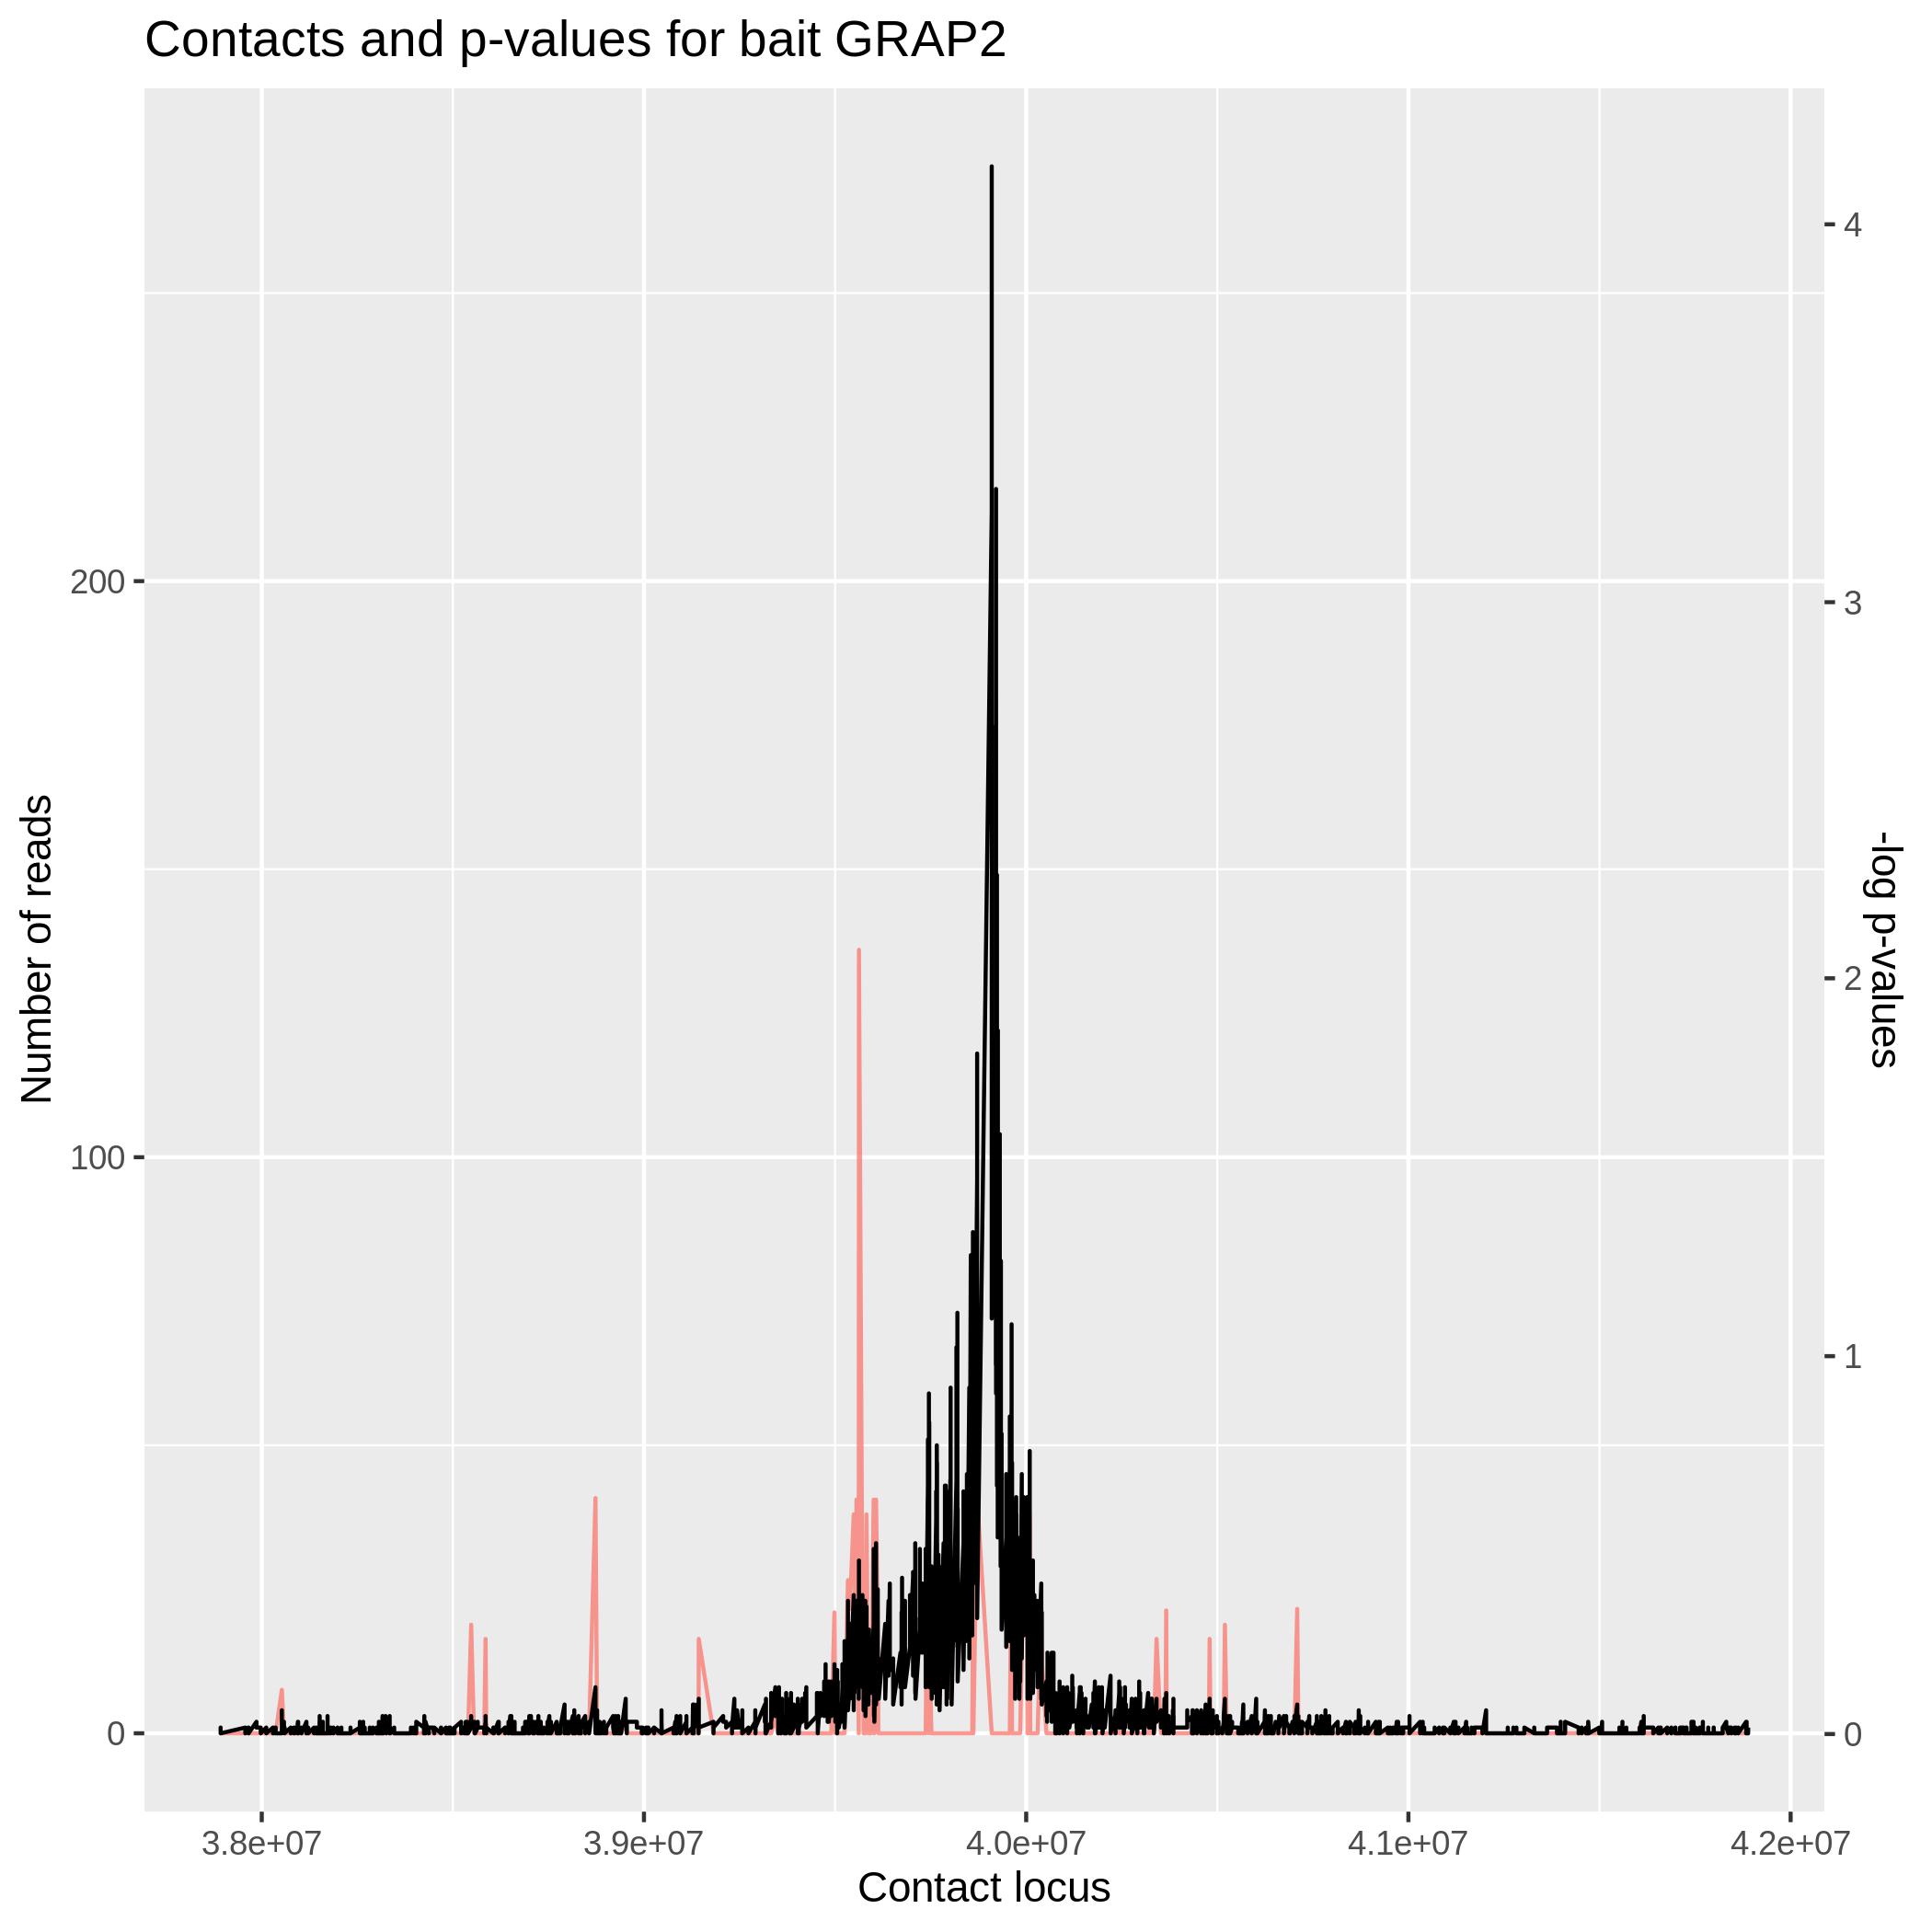 Contacts and p-values for bait GRAP2
Number of reads
200
100
0
4
3
2
1
0
-log p-values
3.8e+07 3.9e+07 4.0e+07 4.1e+07 4.2e+07
Contact locus